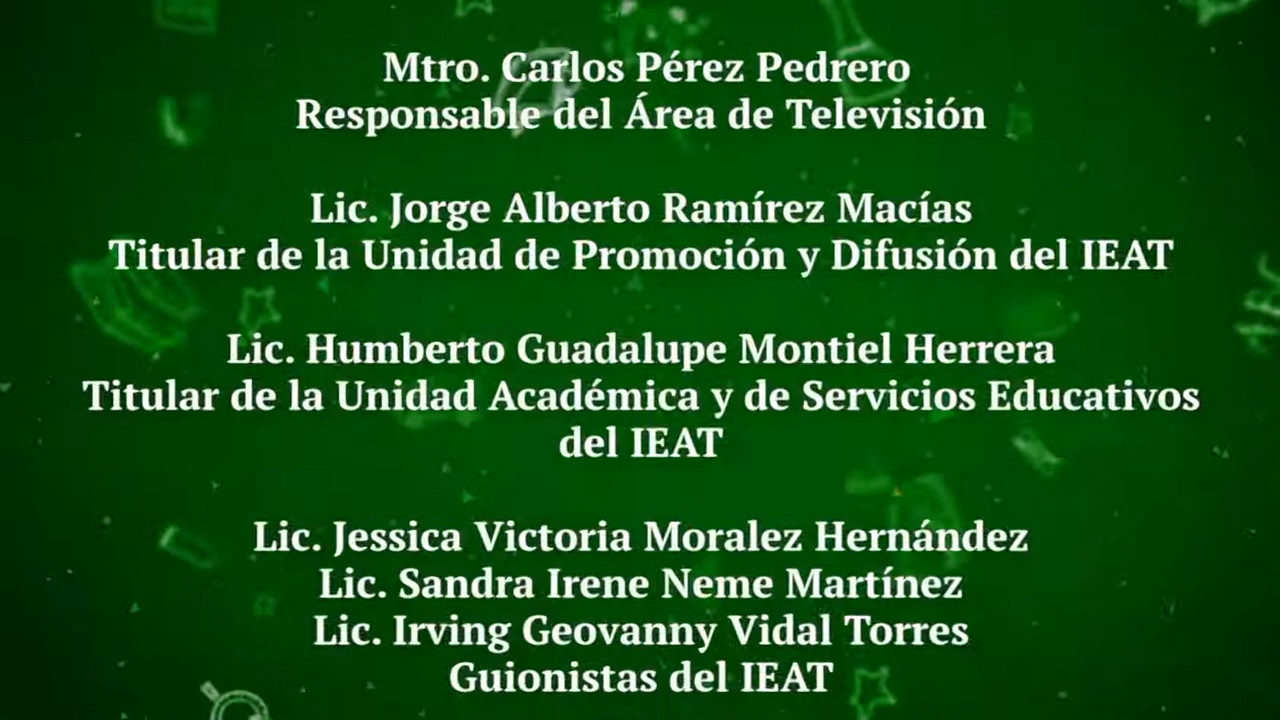 Mtro. Carlos Pérez Pedrero
Responsable del Área de Televisión
Lic. Jorge Alberto Ramírez Macías
Titular de la Unidad de Promoción y Difusión del IEAT
Lic. Humberto Guadalupe Montiel Herrera
Titular de la Unidad Académica y de Servicios Educativos
del IEAT
Lic. Jessica Victoria Moralez Hernández
Lic. Sandra Irene Neme Martínez
Lic. Irving Geovanny Vidal Torres
Guionistas del IEAT